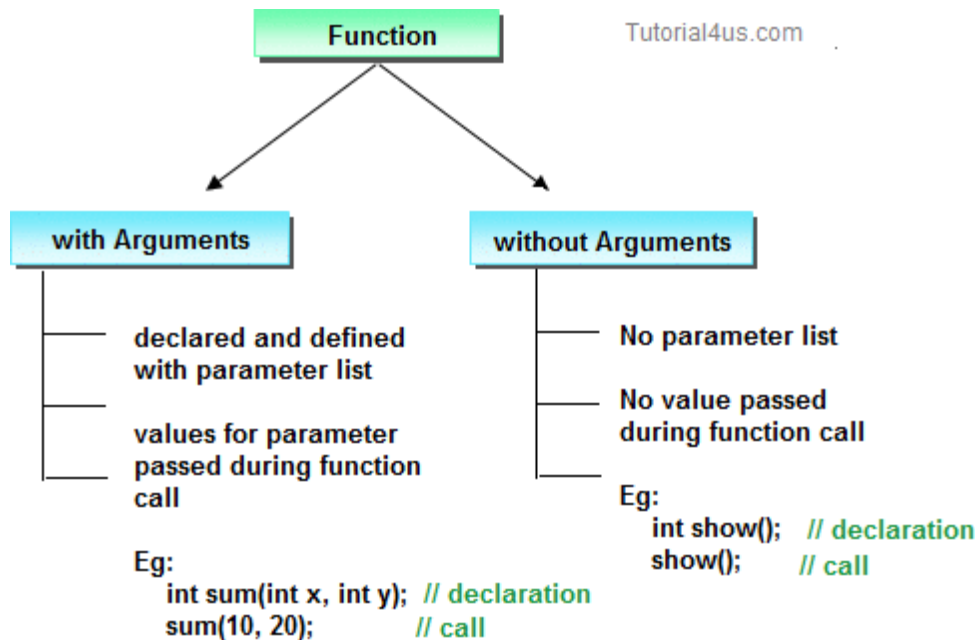 Function
Tutorial4us.com
with Arguments
declared and defined
with parameter list
values for parameter
passed during function
call
Eg:
int sum(int x, int y); // declaration
sum(10, 20); // call
without Arguments
No parameter list
No value passed
during function call
Eg:
int show(); // declaration
show(); // call